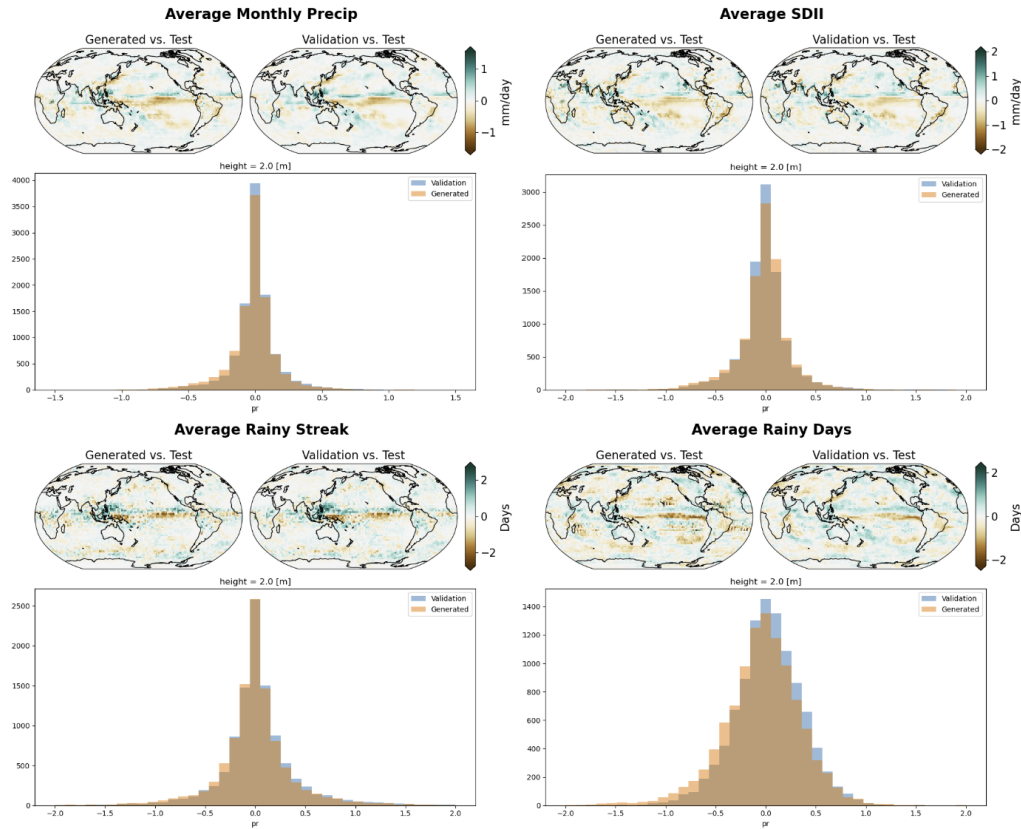 Average Monthly Precip
Generated vs. Test
Validation vs. Test
1
0
−1
mm/day
height = 2.0 [m]
4000
3500
3000
2500
2000
1500
1000
500
0
Validation
Generated
−1.5 −1.0 −0.5 0.0 0.5 1.0 1.5
pr
Average SDII
Generated vs. Test
Validation vs. Test
2
1
0
−1
−2
mm/day
height = 2.0 [m]
3000
2500
2000
1500
1000
500
0
Validation
Generated
−2.0 −1.5 −1.0 −0.5 0.0 0.5 1.0 1.5 2.0
pr
Average Rainy Streak
Generated vs. Test
Validation vs. Test
2
0
−2
Days
height = 2.0 [m]
2500
2000
1500
1000
500
0
Validation
Generated
−2.0 −1.5 −1.0 −0.5 0.0 0.5 1.0 1.5 2.0
pr
Average Rainy Days
Generated vs. Test
Validation vs. Test
2
0
−2
Days
height = 2.0 [m]
1400
1200
1000
800
600
400
200
0
Validation
Generated
−2.0 −1.5 −1.0 −0.5 0.0 0.5 1.0 1.5 2.0
pr